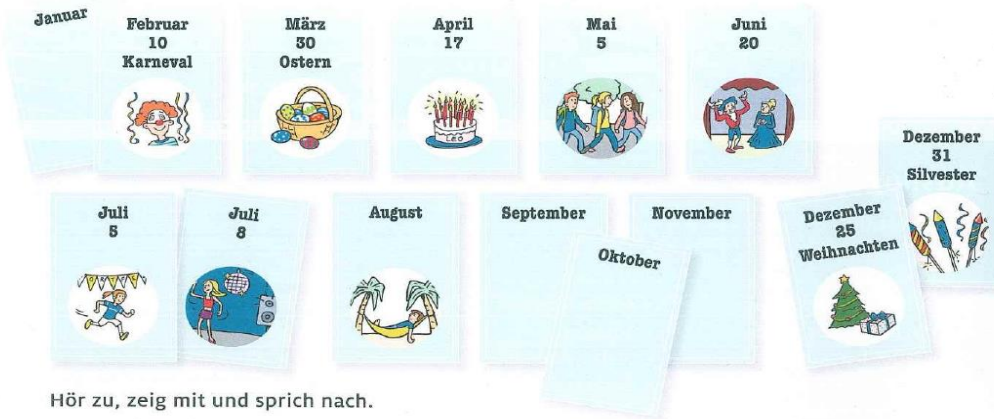 Januar
Februar
10
Karneval
März
30
Ostern
April
17
LEO
Mai
5
Juni
20
Juli
5
Juli
8
August
September
Oktober
November
Dezember
25
Weihnachten
Dezember
31
Silvester
Hör zu, zeig mit und sprich nach.